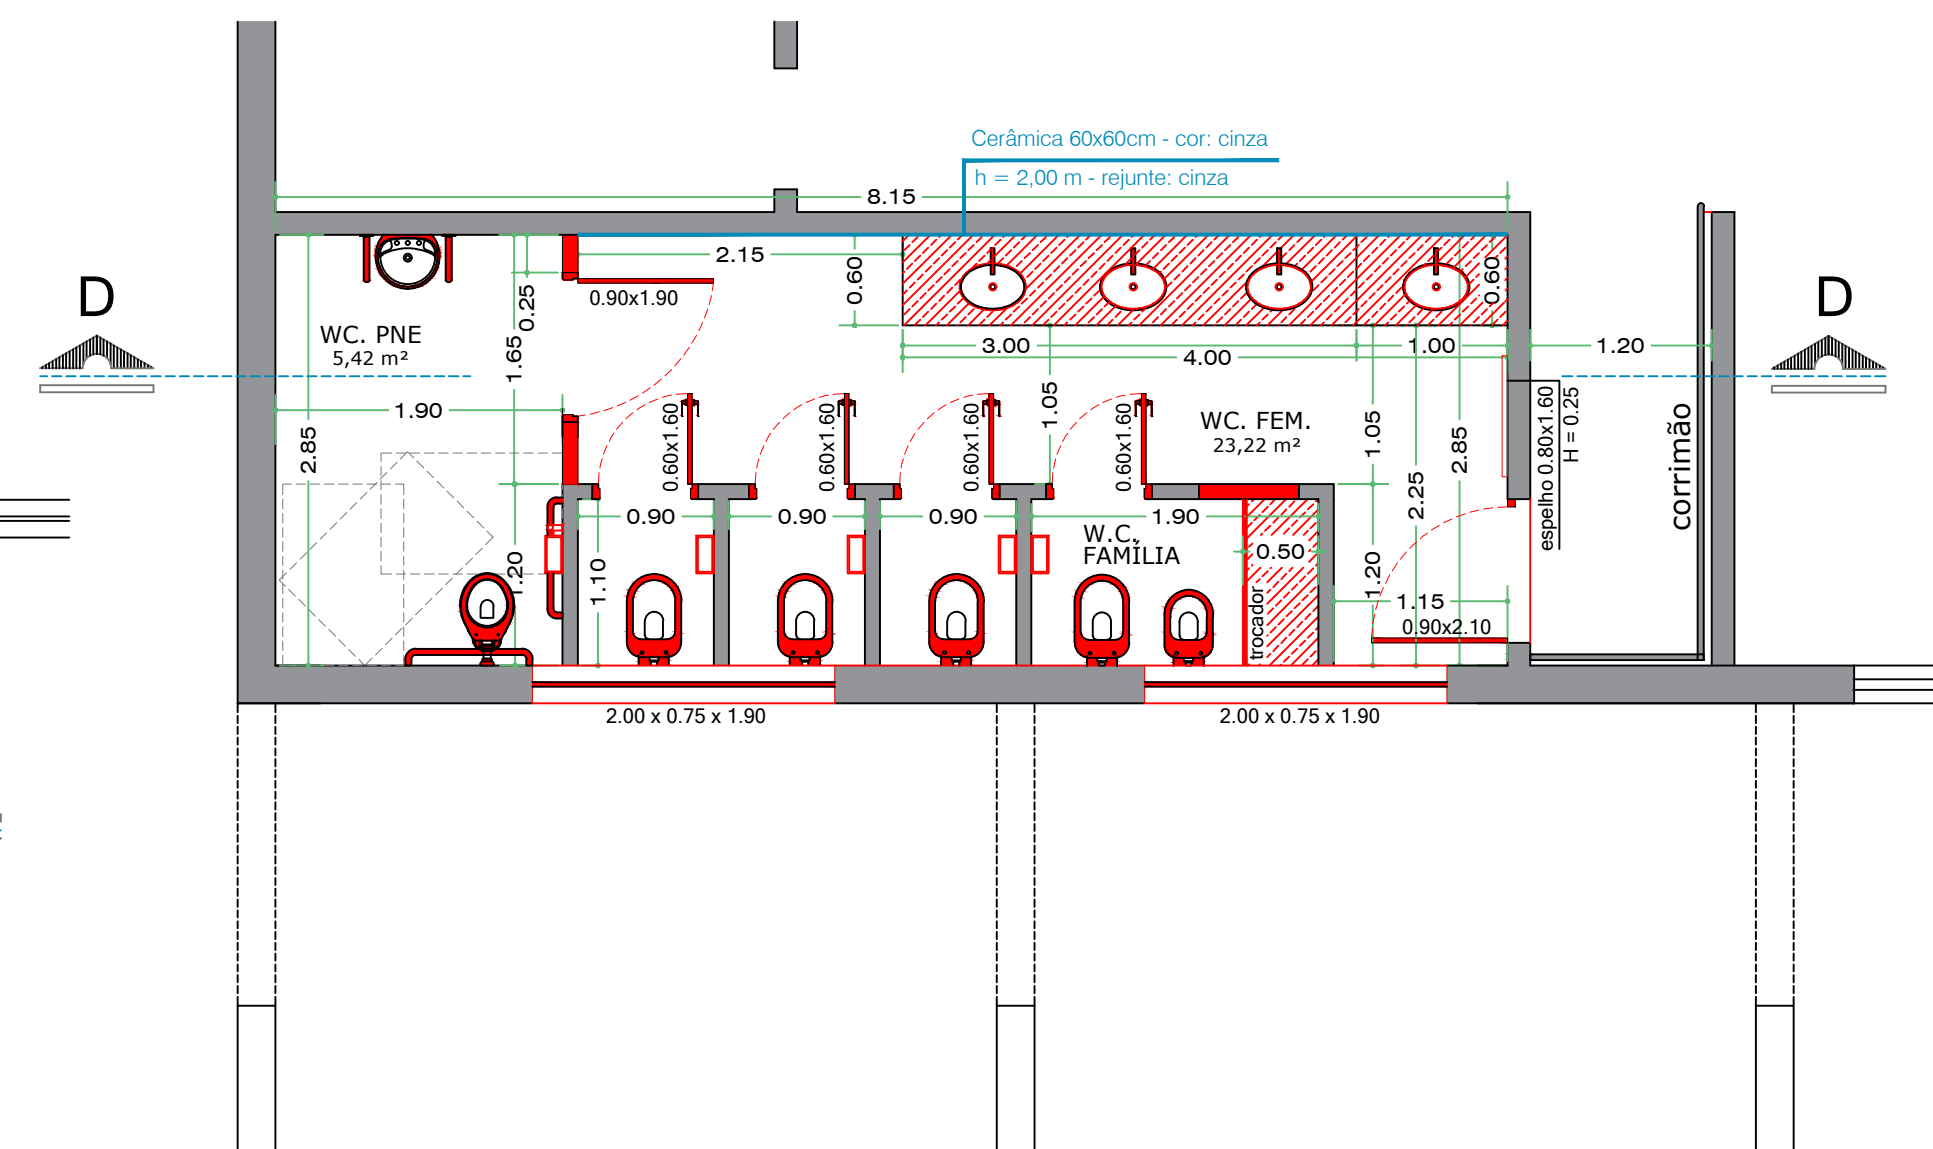 Cerâmica 60x60cm - cor: cinza
h = 2,00 m - rejunte: cinza
8.15
D
D
2.15
0.60
0.60
0.25
0.90x1.90
WC. PNE
5,42 m²
1.65
3.00
1.00
4.00
1.20
1.90
2.85
0.60x1.60
0.60x1.60
0.60x1.60
1.05
0.60x1.60
WC. FEM.
23,22 m²
1.05
2.85
2.25
espelho 0.80x1.60
H = 0.25
corrimão
0.90
0.90
0.90
1.90
W.C.
FAMÍLIA
0.50
1.20
1.10
1.20
trocador
1.15
0.90x2.10
2.00 x 0.75 x 1.90
2.00 x 0.75 x 1.90